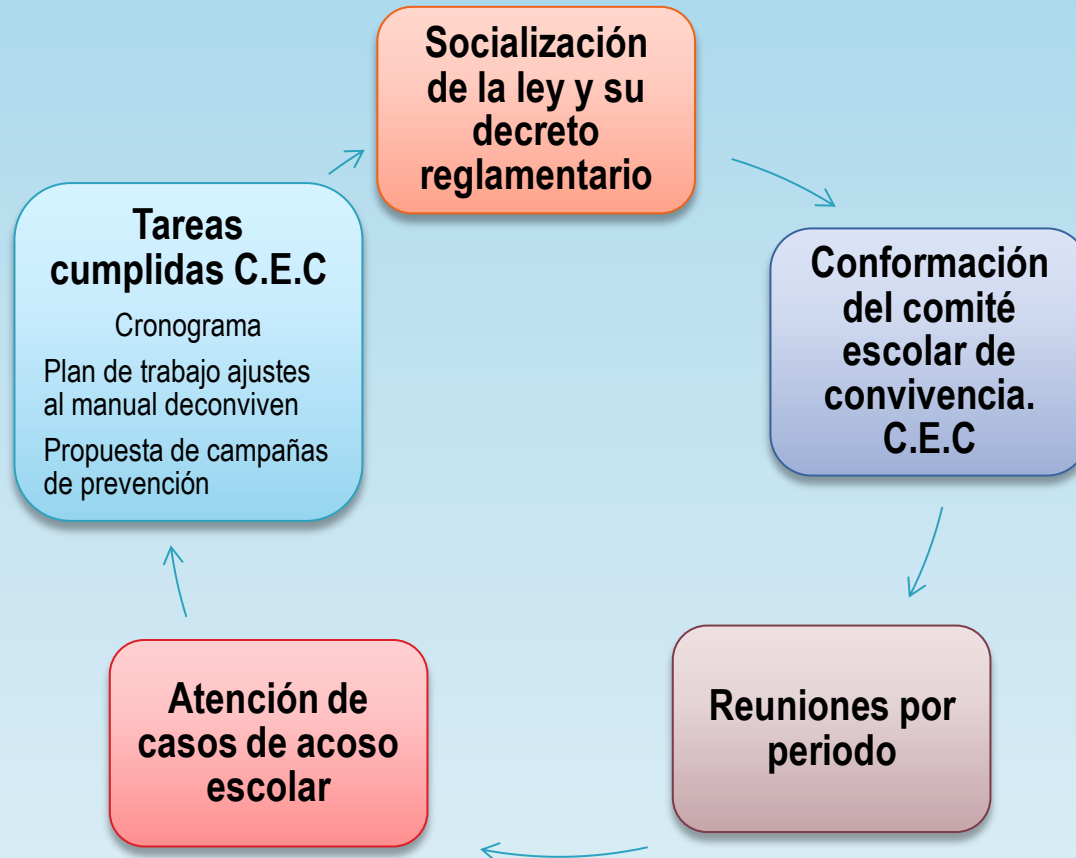 Socialización
de la ley y su
decreto
reglamentario
Conformación
del comité
escolar de
convivencia.
C.E.C
Reuniones por
periodo
Atención de
casos de acoso
escolar
Tareas
cumplidas C.E.C
Cronograma
Plan de trabajo ajustes
al manual deconviven
Propuesta de campañas
de prevención